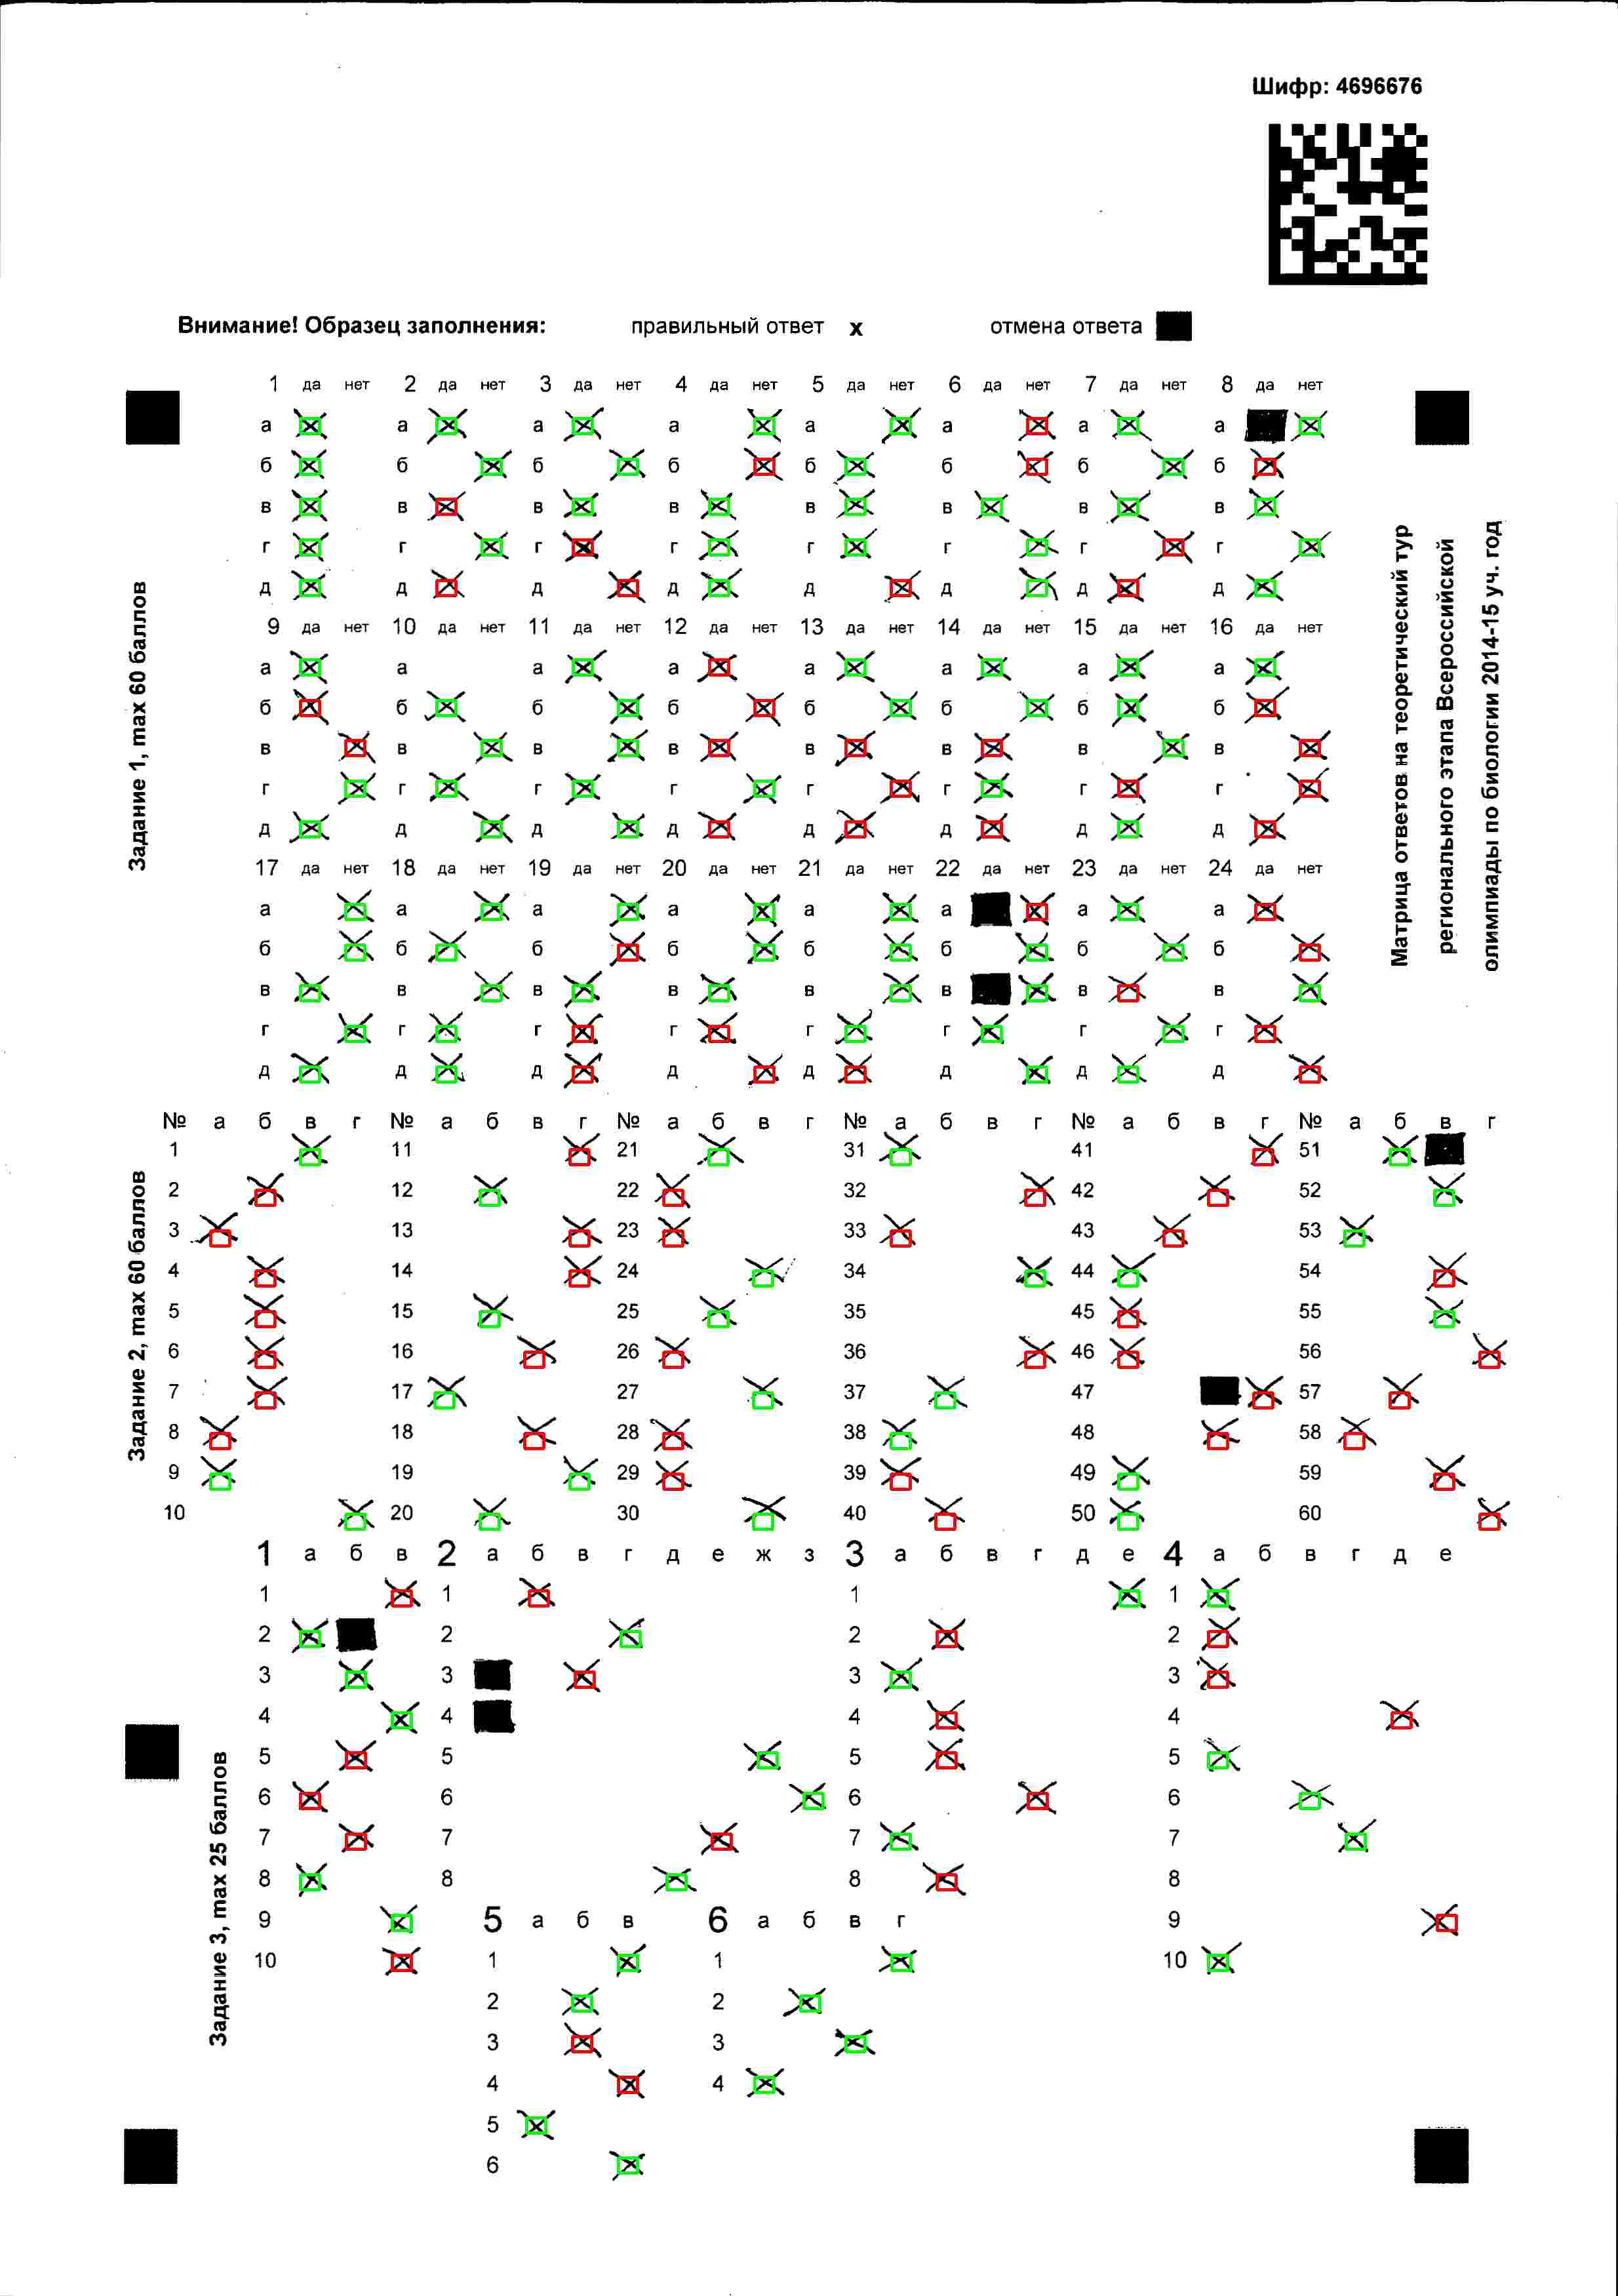 Шифр: 4696676
Внимание! Образец заполнения: правильный ответ х отмена ответа
1 да нет 2 да нет 3 да нет 4 да нет 5 да нет 6 да нет 7 да нет 8 да нет
а а а а а а а а
б б б б б б б б
в в в в в в в в
г г г г г г г г
д д д д д д д д
9 да нет 10 да нет 11 да нет 12 да нет 13 да нет 14 да нет 15 да нет 16 да нет
а а а а а а а а
б б б б б б б б
в в в в в в в в
г г г г г г г г
д д д д д д д д
17 да нет 18 да нет 19 да нет 20 да нет 21 да нет 22 да нет 23 да нет 24 да нет
а а а а а а а а
б б б б б б б б
в в в в в в в в
г г г г г г г г
д д д д д д д д
Задание 1, max 60 баллов
Матрица ответов на теоретический тур
регионального этапа Всероссийской
олимпиады по биологии 2014-15 уч. год
№ а б в г № а б в г № а б в г № а б в г № а б в г № а б в г
1 11 21 31 41 51
2 12 22 32 42 52
3 13 23 33 43 53
4 14 24 34 44 54
5 15 25 35 45 55
6 16 26 36 46 56
7 17 27 37 47 57
8 18 28 38 48 58
9 19 29 39 49 59
10 20 30 40 50 60
Задание 2, max 60 баллов
1 а б в 2 а б в г д е ж з 3 а б в г д е 4 а б в г д е
1 1 1 1
2 2 2 2
3 3 3 3
4 4 4 4
5 5 5 5
6 6 6 6
7 7 7 7
8 8 8 8
9 5 а б в 6 а б в г 9
10 1 1 10
2 2
3 3
4 4
5
6
Задание 3, max 25 баллов